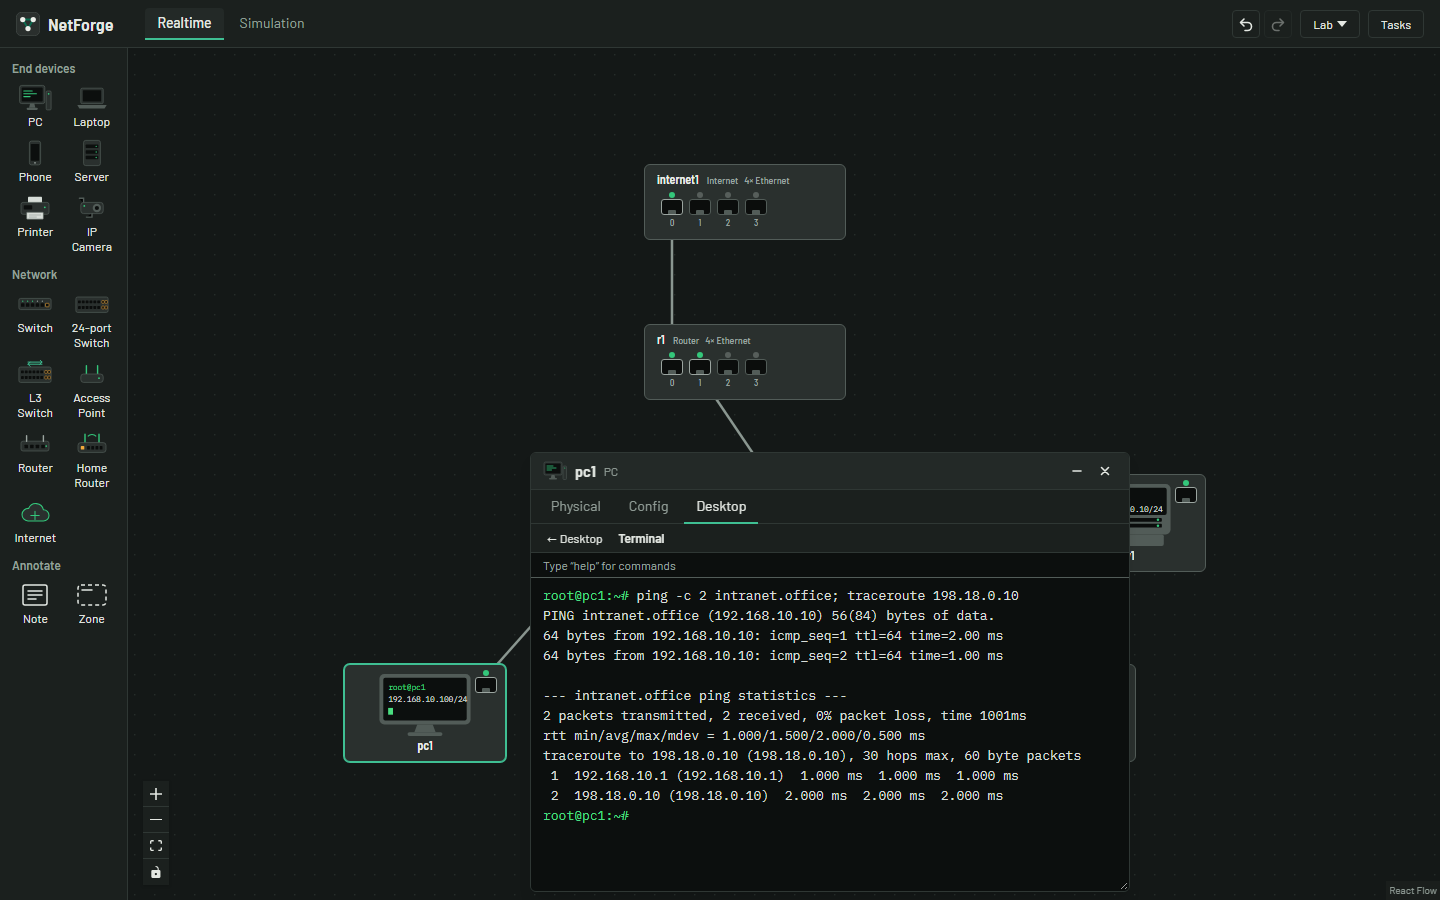 NetForge
Realtime
Simulation
Lab
Tasks
End devices
PC
Laptop
Phone
Server
Printer
IP
Camera
Network
Switch
24-port
Switch
L3
Switch
Access
Point
Router
Home
Router
Internet
Annotate
Note
Zone
internet1 Internet 4× Ethernet
0 1 2 3
r1 Router 4× Ethernet
0 1 2 3
0.10/24
root@pc1
192.168.10.100/24
pc1
pc1 PC
Physical Config Desktop
← Desktop Terminal
Type "help" for commands
root@pc1:~# ping -c 2 intranet.office; traceroute 198.18.0.10
PING intranet.office (192.168.10.10) 56(84) bytes of data.
64 bytes from 192.168.10.10: icmp_seq=1 ttl=64 time=2.00 ms
64 bytes from 192.168.10.10: icmp_seq=2 ttl=64 time=1.00 ms
--- intranet.office ping statistics ---
2 packets transmitted, 2 received, 0% packet loss, time 1001ms
rtt min/avg/max/mdev = 1.000/1.500/2.000/0.500 ms
traceroute to 198.18.0.10 (198.18.0.10), 30 hops max, 60 byte packets
1 192.168.10.1 (192.168.10.1) 1.000 ms 1.000 ms 1.000 ms
2 198.18.0.10 (198.18.0.10) 2.000 ms 2.000 ms 2.000 ms
root@pc1:~#
React Flow